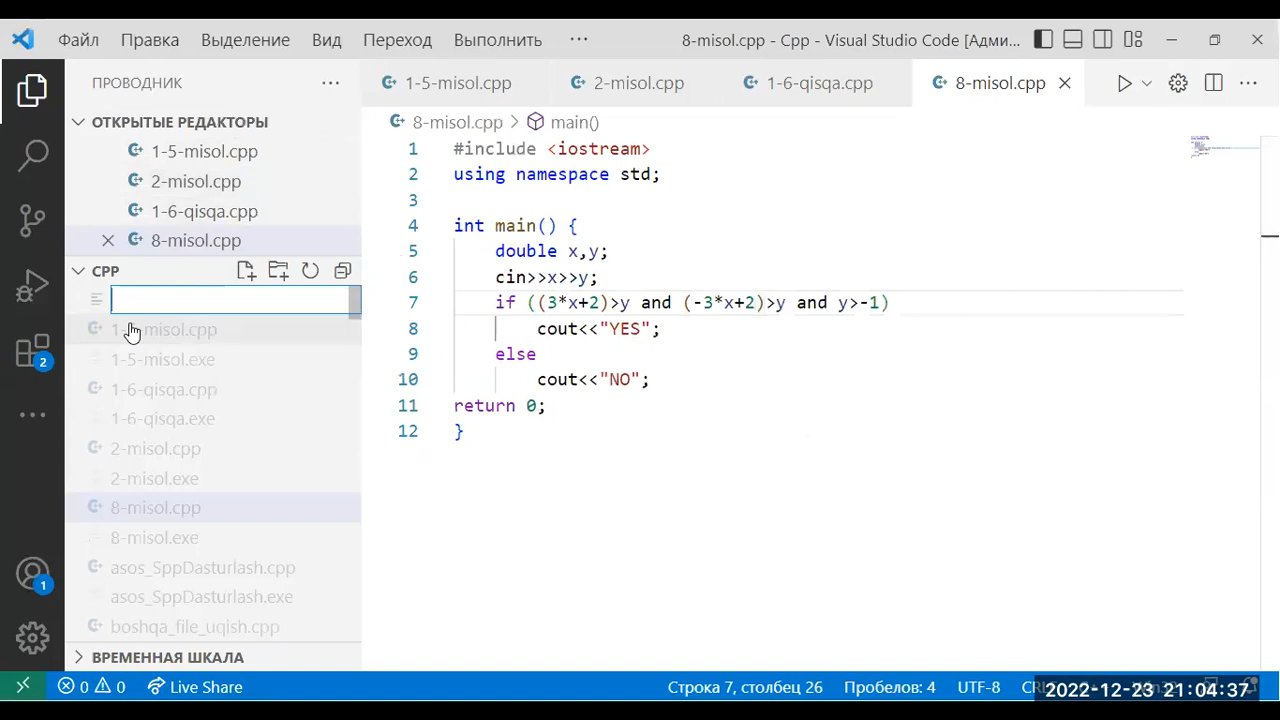 Файл Правка Выделение Вид Переход Выполнить ··· 8-misol.cpp - Cpp - Visual Studio Code [Адми...
ПРОВОДНИК ···
1-5-misol.cpp 2-misol.cpp 1-6-qisqa.cpp 8-misol.cpp ···
ОТКРЫТЫЕ РЕДАКТОРЫ
1-5-misol.cpp
2-misol.cpp
1-6-qisqa.cpp
8-misol.cpp
CPP
1-5-misol.exe
1-6-qisqa.cpp
1-6-qisqa.exe
2-misol.cpp
2-misol.exe
8-misol.cpp
8-misol.exe
asos_SppDasturlash.cpp
asos_SppDasturlash.exe
boshqa_file_uqish.cpp
ВРЕМЕННАЯ ШКАЛА
2
1
8-misol.cpp > main()
1 #include <iostream>
2 using namespace std;
3
4 int main() {
5 double x,y;
6 cin>>x>>y;
7 if ((3*x+2)>y and (-3*x+2)>y and y>-1)
8 cout<<"YES";
9 else
10 cout<<"NO";
11 return 0;
12 }
0 0 Live Share Строка 7, столбец 26 Пробелов: 4 UTF-8
2022-12-23 21:04:37